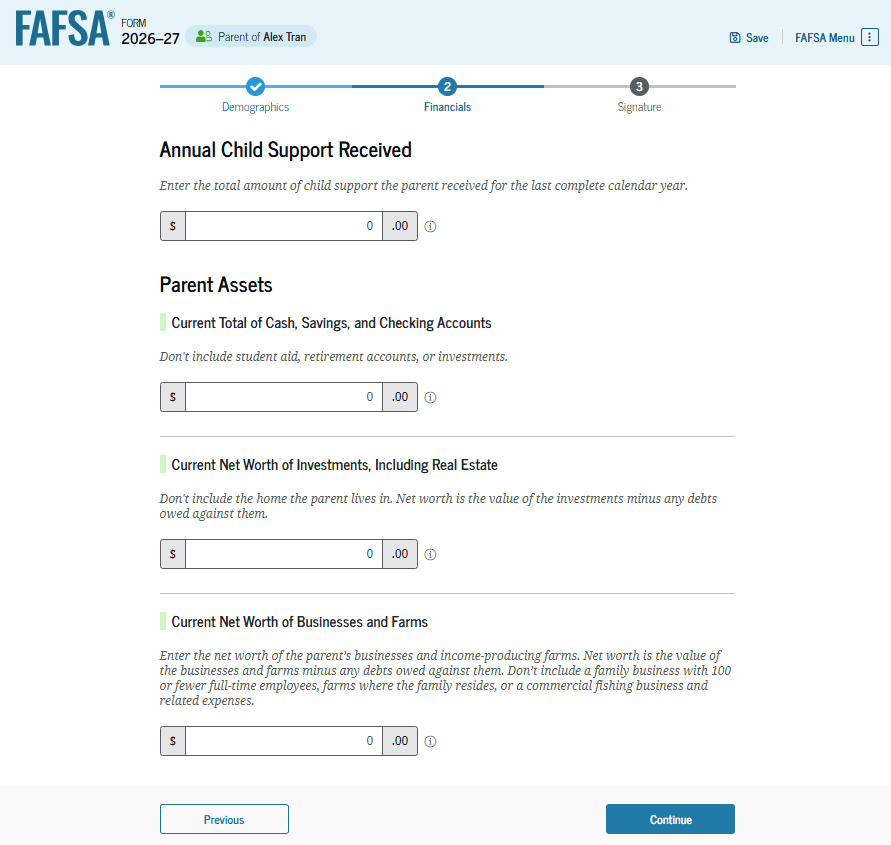 FAFSA®
FORM
2026–27
Parent of Alex Tran
Save
FAFSA Menu
2
3
Demographics
Financials
Signature
Annual Child Support Received
Enter the total amount of child support the parent received for the last complete calendar year.
$ 0 .00
Parent Assets
Current Total of Cash, Savings, and Checking Accounts
Don't include student aid, retirement accounts, or investments.
$ 0 .00
Current Net Worth of Investments, Including Real Estate
Don't include the home the parent lives in. Net worth is the value of the investments minus any debts
owed against them.
$ 0 .00
Current Net Worth of Businesses and Farms
Enter the net worth of the parent’s businesses and income-producing farms. Net worth is the value of
the businesses and farms minus any debts owed against them. Don’t include a family business with 100
or fewer full-time employees, farms where the family resides, or a commercial fishing business and
related expenses.
$ 0 .00
Previous
Continue